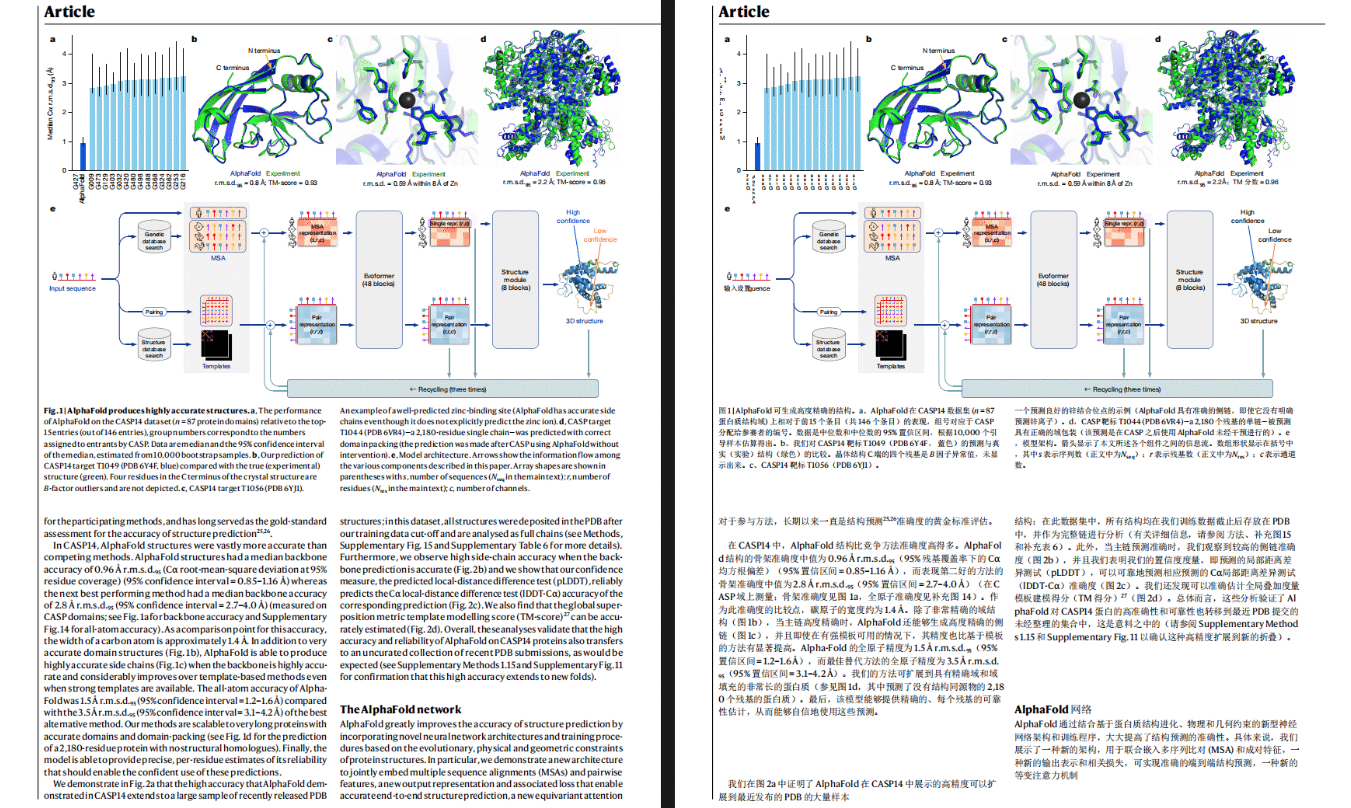 Article
a
b
c
d
Median Cα r.m.s.d.95 (Å)
4
3
2
1
0
G427
AlphaFold
G009
G473
G129
G403
G032
G420
G480
G498
G488
G368
G324
G362
G253
G216
N terminus
C terminus
AlphaFold Experiment
r.m.s.d.95 = 0.8 Å; TM-score = 0.93
AlphaFold Experiment
r.m.s.d. = 0.59 Å within 8 Å of Zn
AlphaFold Experiment
r.m.s.d.95 = 2.2 Å; TM-score = 0.96
e
Input sequence
Genetic
database
search
MSA
Pairing
Structure
database
search
Templates
MSA
representation
(s,r,c)
Pair
representation
(r,r,c)
Evoformer
(48 blocks)
Single repr. (r,c)
Pair
representation
(r,r,c)
Structure
module
(8 blocks)
High
confidence
Low
confidence
3D structure
← Recycling (three times)
Fig. 1 | AlphaFold produces highly accurate structures. a, The performance
of AlphaFold on the CASP14 dataset (n = 87 protein domains) relative to the top-
15 entries (out of 146 entries), group numbers correspond to the numbers
assigned to entrants by CASP. Data are median and the 95% confidence interval
of the median, estimated from 10,000 bootstrap samples. b, Our prediction of
CASP14 target T1049 (PDB 6Y4F, blue) compared with the true (experimental)
structure (green). Four residues in the C terminus of the crystal structure are
B-factor outliers and are not depicted. c, CASP14 target T1056 (PDB 6YJ1).
An example of a well-predicted zinc-binding site (AlphaFold has accurate side
chains even though it does not explicitly predict the zinc ion). d, CASP target
T1044 (PDB 6VR4)—a 2,180-residue single chain—was predicted with correct
domain packing (the prediction was made after CASP using AlphaFold without
intervention). e, Model architecture. Arrows show the information flow among
the various components described in this paper. Array shapes are shown in
parentheses with s, number of sequences (Nseq in the main text); r, number of
residues (Nres in the main text); c, number of channels.
for the participating methods, and has long served as the gold-standard
assessment for the accuracy of structure prediction25,26.
In CASP14, AlphaFold structures were vastly more accurate than
competing methods. AlphaFold structures had a median backbone
accuracy of 0.96 Å r.m.s.d.95 (Cα root-mean-square deviation at 95%
residue coverage) (95% confidence interval = 0.85–1.16 Å) whereas
the next best performing method had a median backbone accuracy
of 2.8 Å r.m.s.d.95 (95% confidence interval = 2.7–4.0 Å) (measured on
CASP domains; see Fig. 1a for backbone accuracy and Supplementary
Fig. 14 for all-atom accuracy). As a comparison point for this accuracy,
the width of a carbon atom is approximately 1.4 Å. In addition to very
accurate domain structures (Fig. 1b), AlphaFold is able to produce
highly accurate side chains (Fig. 1c) when the backbone is highly accu-
rate and considerably improves over template-based methods even
when strong templates are available. The all-atom accuracy of Alpha-
Fold was 1.5 Å r.m.s.d.95 (95% confidence interval = 1.2–1.6 Å) compared
with the 3.5 Å r.m.s.d.95 (95% confidence interval = 3.1–4.2 Å) of the best
alternative method. Our methods are scalable to very long proteins with
accurate domains and domain-packing (see Fig. 1d for the prediction
of a 2,180-residue protein with no structural homologues). Finally, the
model is able to provide precise, per-residue estimates of its reliability
that should enable the confident use of these predictions.
We demonstrate in Fig. 2a that the high accuracy that AlphaFold dem-
onstrated in CASP14 extends to a large sample of recently released PDB
structures; in this dataset, all structures were deposited in the PDB after
our training data cut-off and are analysed as full chains (see Methods,
Supplementary Fig. 15 and Supplementary Table 6 for more details).
Furthermore, we observe high side-chain accuracy when the back-
bone prediction is accurate (Fig. 2b) and we show that our confidence
measure, the predicted local-distance difference test (pLDDT), reliably
predicts the Cα local-distance difference test (lDDT-Cα) accuracy of the
corresponding prediction (Fig. 2c). We also find that the global super-
position metric template modelling score (TM-score)27 can be accu-
rately estimated (Fig. 2d). Overall, these analyses validate that the high
accuracy and reliability of AlphaFold on CASP14 proteins also transfers
to an uncurated collection of recent PDB submissions, as would be
expected (see Supplementary Methods 1.15 and Supplementary Fig. 11
for confirmation that this high accuracy extends to new folds).
The AlphaFold network
AlphaFold greatly improves the accuracy of structure prediction by
incorporating novel neural network architectures and training proce-
dures based on the evolutionary, physical and geometric constraints
of protein structures. In particular, we demonstrate a new architecture
to jointly embed multiple sequence alignments (MSAs) and pairwise
features, a new output representation and associated loss that enable
accurate end-to-end structure prediction, a new equivariant attention
Article
a
b
c
d
4
3
2
1
0
N terminus
C terminus
AlphaFold Experiment
r.m.s.d.95 = 0.8 Å; TM-score = 0.93
AlphaFold Experiment
r.m.s.d. = 0.59 Å within 8 Å of Zn
AlphaFold Experiment
r.m.s.d.95 = 2.2Å; TM 分数 = 0.96
e
输入设置quence
Genetic
database
search
MSA
Pairing
Structure
database
search
Templates
MSA
representation
(s,r,c)
Pair
representation
(r,r,c)
Evoformer
(48 blocks)
Single repr. (r,c)
Pair
representation
(r,r,c)
Structure
module
(8 blocks)
High
confidence
Low
confidence
3D structure
← Recycling (three times)
图 1 | AlphaFold 可生成高度精确的结构。a、AlphaFold 在 CASP14 数据集 (n = 87
蛋白质结构域) 上相对于前 15 个条目（共 146 个条目）的表现，组号对应于 CASP
分配给参赛者的编号。数据是中位数和中位数的 95% 置信区间，根据 10,000 个引
导样本估算得出。b、我们对 CASP14 靶标 T1049 (PDB 6Y4F，蓝色）的预测与真
实（实验）结构（绿色）的比较。晶体结构 C 端的四个残基是 B 因子异常值，未显
示出来。c、CASP14 靶标 T1056 (PDB 6YJ1）。
一个预测良好的锌结合位点的示例（AlphaFold 具有准确的侧链，即使它没有明确
预测锌离子）。d、CASP 靶标 T1044 (PDB 6VR4)—a 2,180 个残基的单链–被预测
具有正确的域包装（该预测是在 CASP 之后使用 AlphaFold 未经干预进行的）。e
、模型架构。箭头显示了本文所述各个组件之间的信息流。数组形状显示在括号中
，其中 s 表示序列数（正文中为Nseq）；r 表示残基数（正文中为Nres）；c 表示通道
数。
对于参与方法，长期以来一直是结构预测25,26准确度的黄金标准评估。
在 CASP14 中，AlphaFold 结构比竞争方法准确度高得多。AlphaFol
d 结构的骨架准确度中值为 0.96 Å r.m.s.d.95（95% 残基覆盖率下的 Cα
均方根偏差）（95% 置信区间 = 0.85–1.16 Å），而表现第二好的方法的
骨架准确度中值为 2.8 Å r.m.s.d.95（95% 置信区间 = 2.7–4.0 Å）（在 C
ASP 域上测量；骨架准确度见图 1a，全原子准确度见补充图 14）。作
为此准确度的比较点，碳原子的宽度约为 1.4 Å。除了非常精确的域结
构（图 1b），当主链高度精确时，AlphaFold 还能够生成高度精确的侧
链（图 1c），并且即使在有强模板可用的情况下，其精度也比基于模板
的方法有显著提高。Alpha-Fold 的全原子精度为 1.5 Å r.m.s.d.95（95%
置信区间 = 1.2–1.6 Å），而最佳替代方法的全原子精度为 3.5 Å r.m.s.d.
95（95% 置信区间 = 3.1–4.2 Å）。我们的方法可扩展到具有精确域和域
填充的非常长的蛋白质（参见图 1d，其中预测了没有结构同源物的 2,18
0 个残基的蛋白质）。最后，该模型能够提供精确的、每个残基的可靠
性估计，从而能够自信地使用这些预测。
我们在图 2a 中证明了 AlphaFold 在 CASP14 中展示的高精度可以扩
展到最近发布的 PDB 的大量样本
结构；在此数据集中，所有结构均在我们训练数据截止后存放在 PDB
中，并作为完整链进行分析（有关详细信息，请参阅方法、补充图 15
和补充表 6）。此外，当主链预测准确时，我们观察到较高的侧链准确
度（图 2b），并且我们表明我们的置信度度量，即预测的局部距离差
异测试（pLDDT），可以可靠地预测相应预测的 Cα局部距离差异测试
（lDDT-Cα）准确度（图 2c）。我们还发现可以准确估计全局叠加度量
模板建模得分（TM 得分）27（图 2d）。总体而言，这些分析验证了 Al
phaFold 对 CASP14 蛋白的高准确性和可靠性也转移到最近 PDB 提交的
未经整理的集合中，这是意料之中的（请参阅 Supplementary Method
s 1.15 和 Supplementary Fig. 11 以确认这种高精度扩展到新的折叠）。
AlphaFold 网络
AlphaFold 通过结合基于蛋白质结构进化、物理和几何约束的新型神经
网络架构和训练程序，大大提高了结构预测的准确性。具体来说，我们
展示了一种新的架构，用于联合嵌入多序列比对 (MSA) 和成对特征，一
种新的输出表示和相关损失，可实现准确的端到端结构预测，一种新的
等变注意力机制